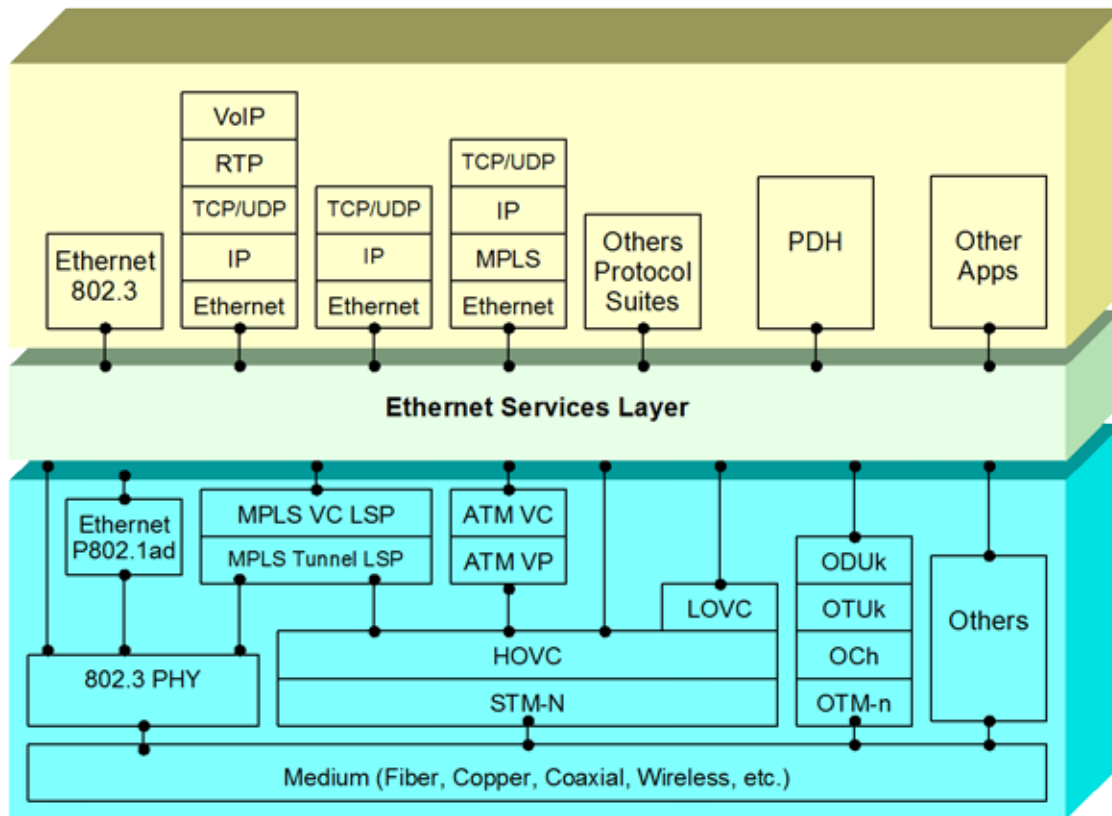 VoIP
RTP
TCP/UDP
IP
Ethernet
Ethernet
802.3
TCP/UDP
IP
Ethernet
TCP/UDP
IP
MPLS
Ethernet
Others
Protocol
Suites
PDH
Other
Apps
Ethernet Services Layer
Ethernet
P802.1ad
MPLS VC LSP
MPLS Tunnel LSP
ATM VC
ATM VP
LOVC
HOVC
STM-N
ODUk
OTUk
OCh
OTM-n
Others
802.3 PHY
Medium (Fiber, Copper, Coaxial, Wireless, etc.)